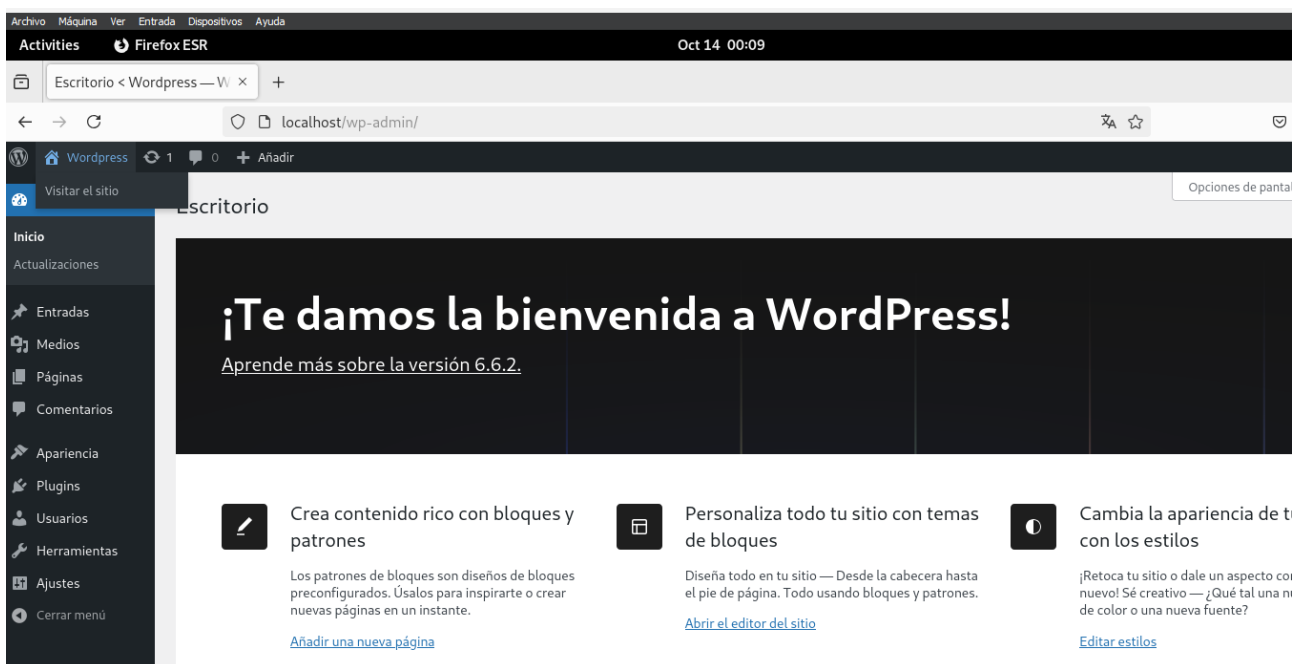 Archivo Máquina Ver Entrada Dispositivos Ayuda
Activities Firefox ESR Oct 14 00:09
Escritorio < Wordpress — W × +
localhost/wp-admin/
Wordpress 1 0 + Añadir
Visitar el sitio
Opciones de pantal
Escritorio
Inicio
Actualizaciones
Entradas
Medios
Páginas
Comentarios
Apariencia
Plugins
Usuarios
Herramientas
Ajustes
Cerrar menú
¡Te damos la bienvenida a WordPress!
Aprende más sobre la versión 6.6.2.
Crea contenido rico con bloques y
patrones
Los patrones de bloques son diseños de bloques
preconfigurados. Úsalos para inspirarte o crear
nuevas páginas en un instante.
Añadir una nueva página
Personaliza todo tu sitio con temas
de bloques
Diseña todo en tu sitio — Desde la cabecera hasta
el pie de página. Todo usando bloques y patrones.
Abrir el editor del sitio
Cambia la apariencia de t
con los estilos
¡Retoca tu sitio o dale un aspecto co
nuevo! Sé creativo — ¿Qué tal una n
de color o una nueva fuente?
Editar estilos